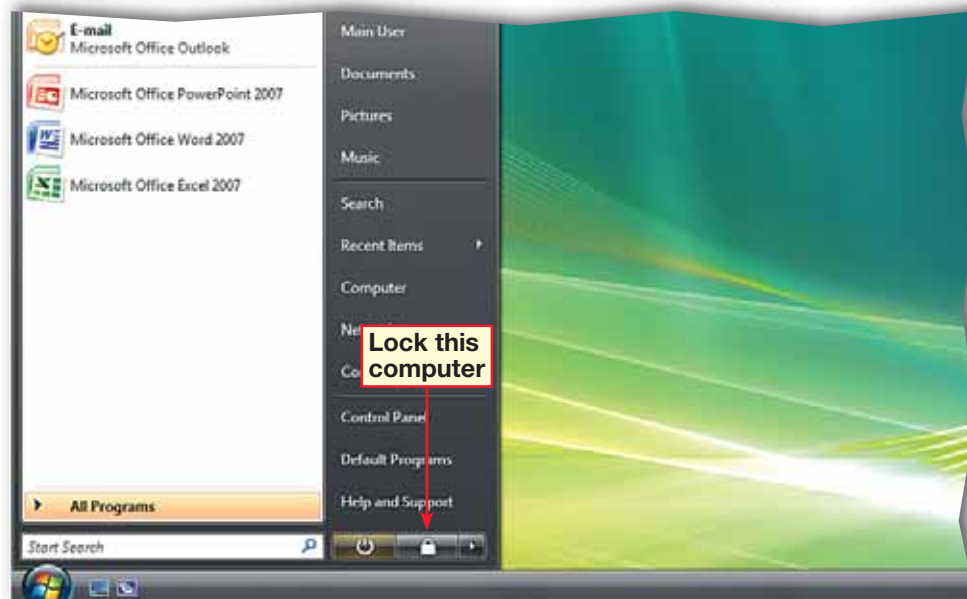 E-mail
Microsoft Office Outlook
Microsoft Office PowerPoint 2007
Microsoft Office Word 2007
Microsoft Office Excel 2007
All Programs
Start Search
Main User
Documents
Pictures
Music
Search
Recent Items
Computer
Lock this
computer
Control Panel
Default Programs
Help and Support